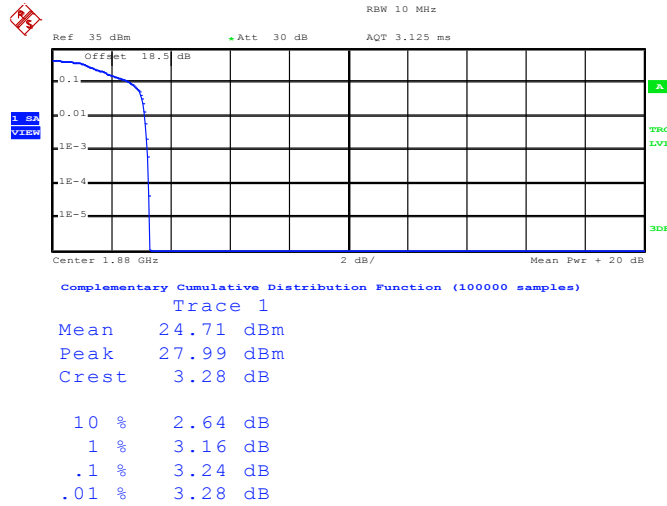 RBW 10 MHz
Ref 35 dBm * Att 30 dB AQT 3.125 ms
Offset 18.5 dB
0.1
A
0.01
1 SA
VIEW
TRG
LVL
1E-3
1E-4
1E-5
3DB
Center 1.88 GHz 2 dB/ Mean Pwr + 20 dB
Complementary Cumulative Distribution Function (100000 samples)
Trace 1
Mean 24.71 dBm
Peak 27.99 dBm
Crest 3.28 dB
10 % 2.64 dB
1 % 3.16 dB
.1 % 3.24 dB
.01 % 3.28 dB